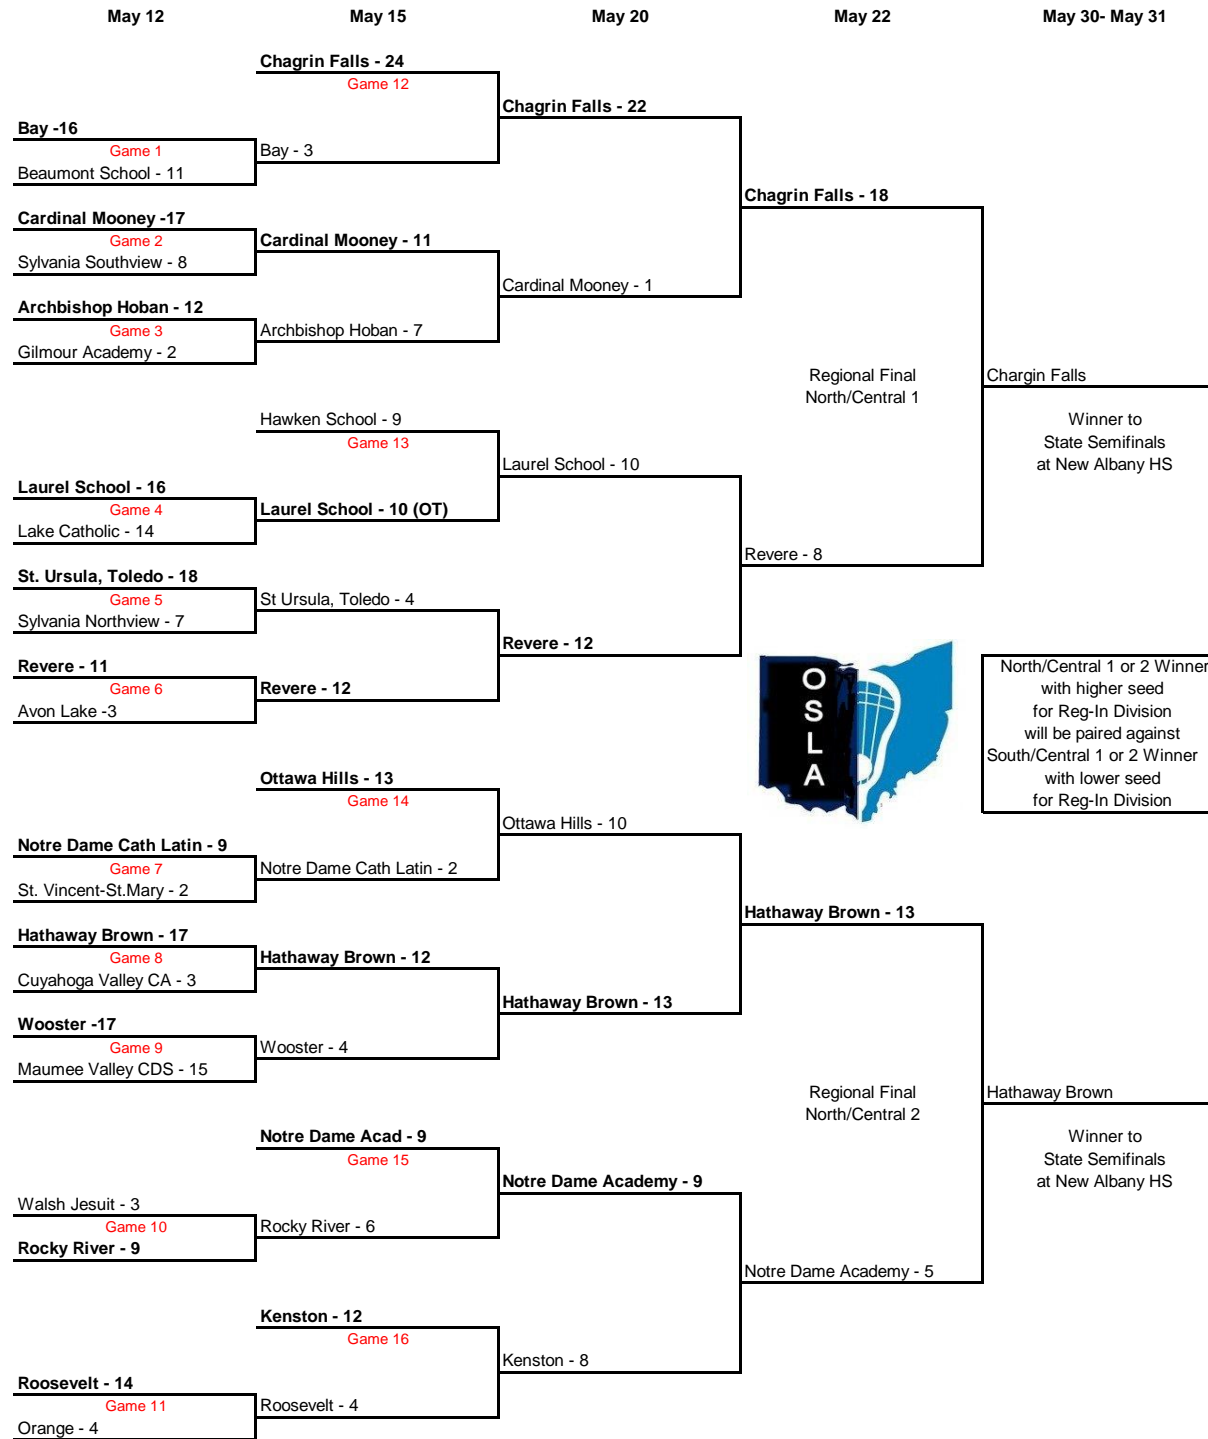 May 12
May 15
May 20
May 22
May 30- May 31
Chagrin Falls - 24
Game 12
Chagrin Falls - 22
Bay -16
Game 1
Bay - 3
Beaumont School - 11
Chagrin Falls - 18
Cardinal Mooney -17
Game 2
Cardinal Mooney - 11
Sylvania Southview - 8
Cardinal Mooney - 1
Archbishop Hoban - 12
Game 3
Archbishop Hoban - 7
Gilmour Academy - 2
Regional Final
North/Central 1
Chargin Falls
Winner to
State Semifinals
at New Albany HS
Hawken School - 9
Game 13
Laurel School - 10
Laurel School - 16
Game 4
Laurel School - 10 (OT)
Lake Catholic - 14
Revere - 8
St. Ursula, Toledo - 18
Game 5
St Ursula, Toledo - 4
Sylvania Northview - 7
Revere - 12
Revere - 11
Game 6
Revere - 12
Avon Lake -3
O
S
L
A
North/Central 1 or 2 Winner
with higher seed
for Reg-In Division
will be paired against
South/Central 1 or 2 Winner
with lower seed
for Reg-In Division
Ottawa Hills - 13
Game 14
Ottawa Hills - 10
Notre Dame Cath Latin - 9
Game 7
Notre Dame Cath Latin - 2
St. Vincent-St.Mary - 2
Hathaway Brown - 13
Hathaway Brown - 17
Game 8
Hathaway Brown - 12
Cuyahoga Valley CA - 3
Hathaway Brown - 13
Wooster -17
Game 9
Wooster - 4
Maumee Valley CDS - 15
Regional Final
North/Central 2
Hathaway Brown
Winner to
State Semifinals
at New Albany HS
Notre Dame Acad - 9
Game 15
Notre Dame Academy - 9
Walsh Jesuit - 3
Game 10
Rocky River - 6
Rocky River - 9
Notre Dame Academy - 5
Kenston - 12
Game 16
Kenston - 8
Roosevelt - 14
Game 11
Roosevelt - 4
Orange - 4